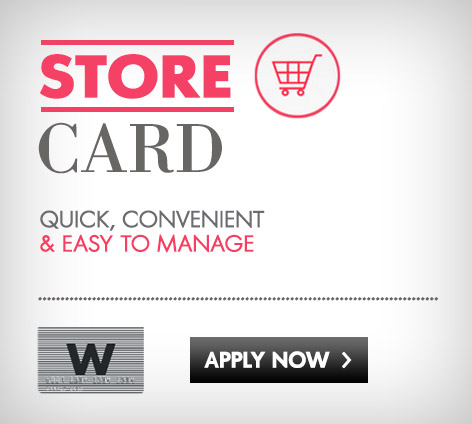 STORE
CARD
QUICK, CONVENIENT
& EASY TO MANAGE
W
APPLY NOW >